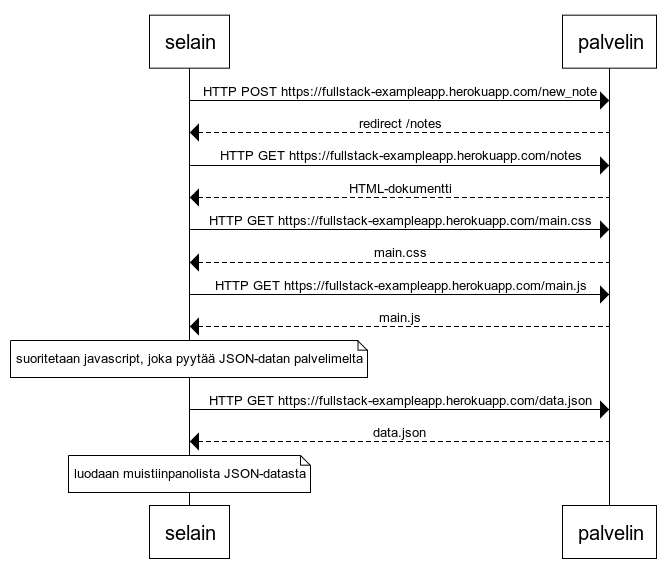 selain
palvelin
HTTP POST https://fullstack-exampleapp.herokuapp.com/new_note
redirect /notes
HTTP GET https://fullstack-exampleapp.herokuapp.com/notes
HTML-dokumentti
HTTP GET https://fullstack-exampleapp.herokuapp.com/main.css
main.css
HTTP GET https://fullstack-exampleapp.herokuapp.com/main.js
main.js
suoritetaan javascript, joka pyytää JSON-datan palvelimelta
HTTP GET https://fullstack-exampleapp.herokuapp.com/data.json
data.json
luodaan muistiinpanolista JSON-datasta
selain
palvelin